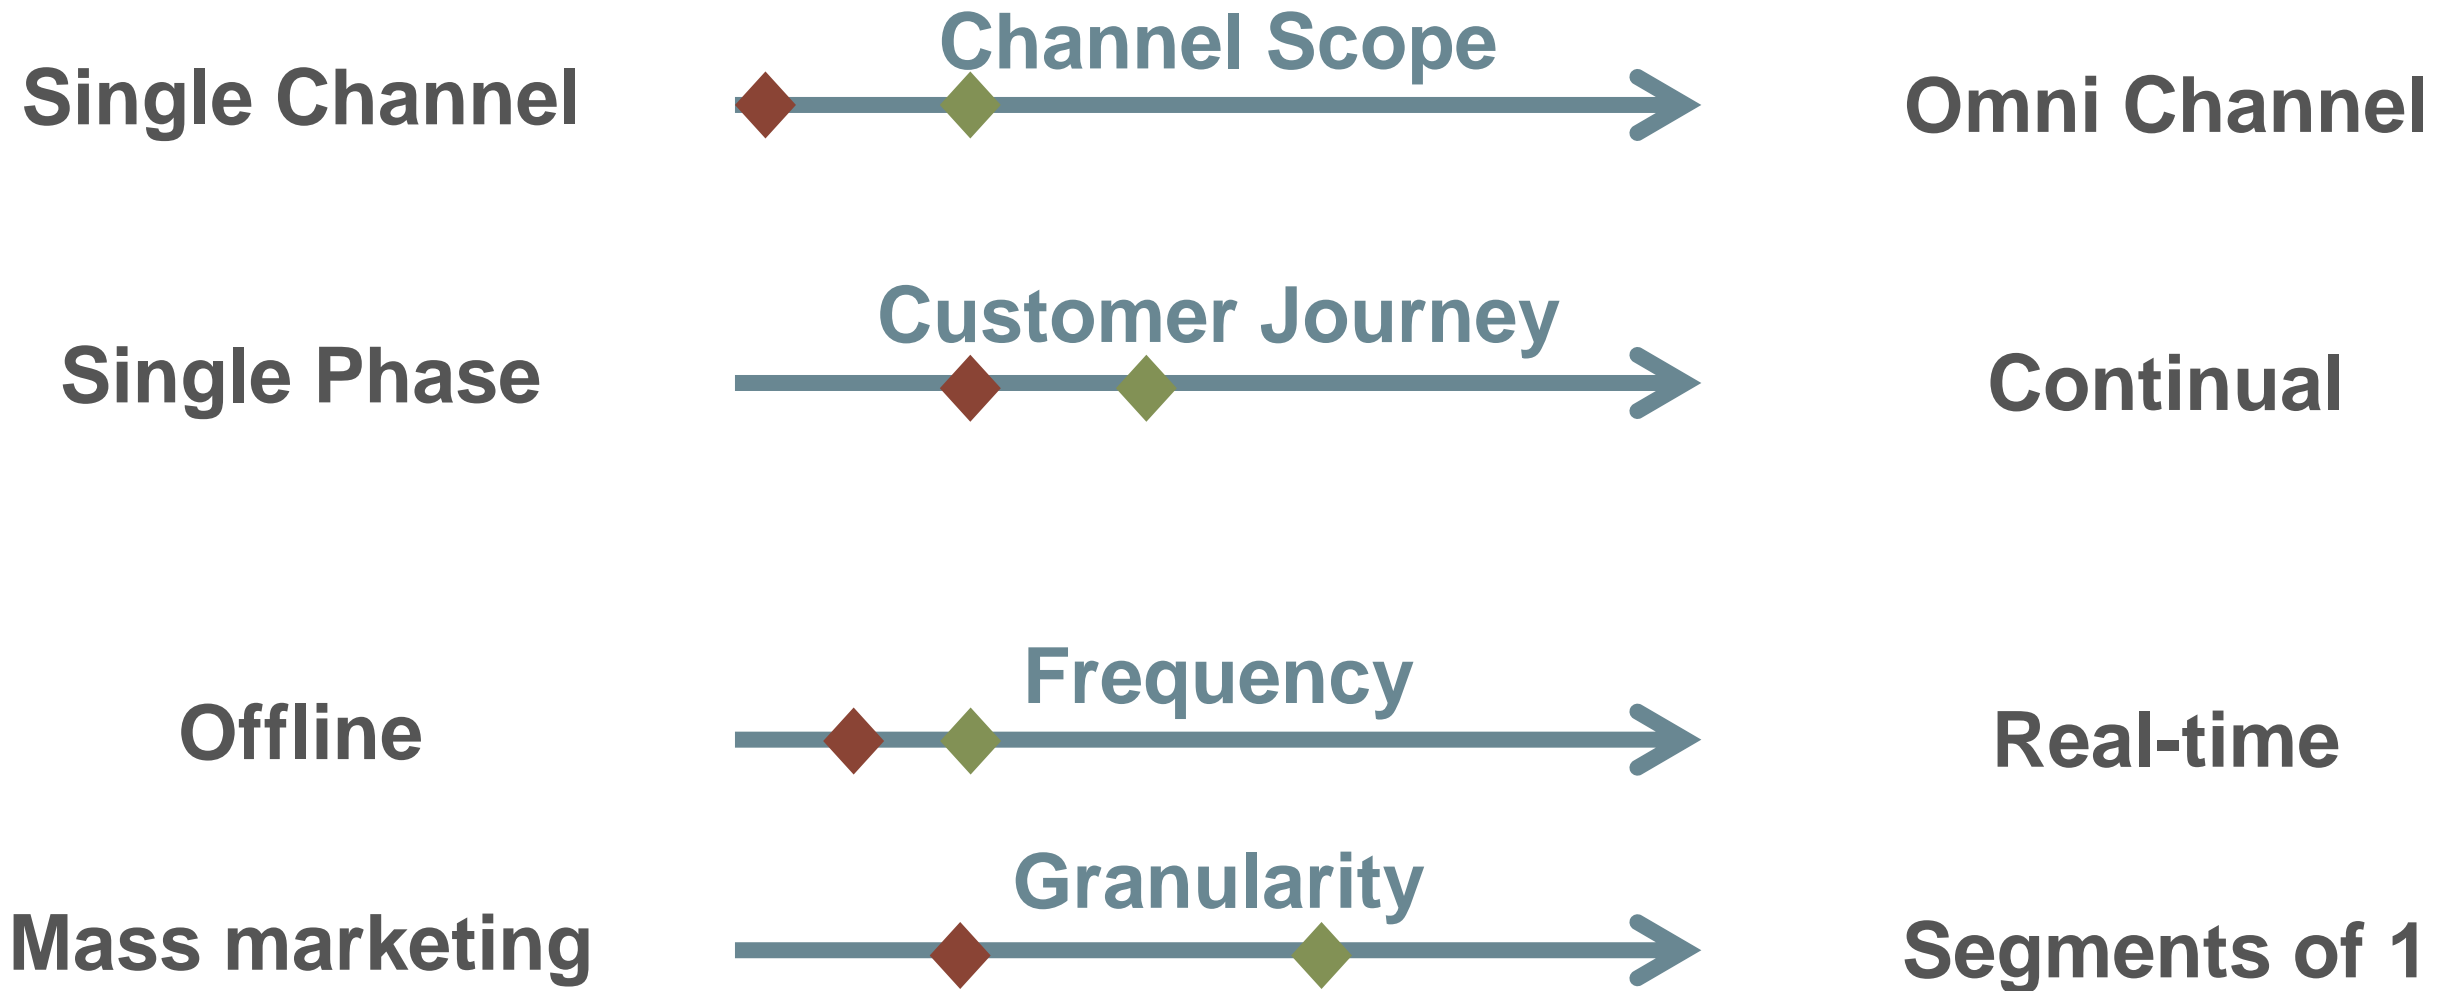 Channel Scope
Single Channel
Omni Channel
Customer Journey
Single Phase
Continual
Frequency
Offline
Real-time
Granularity
Mass marketing
Segments of 1